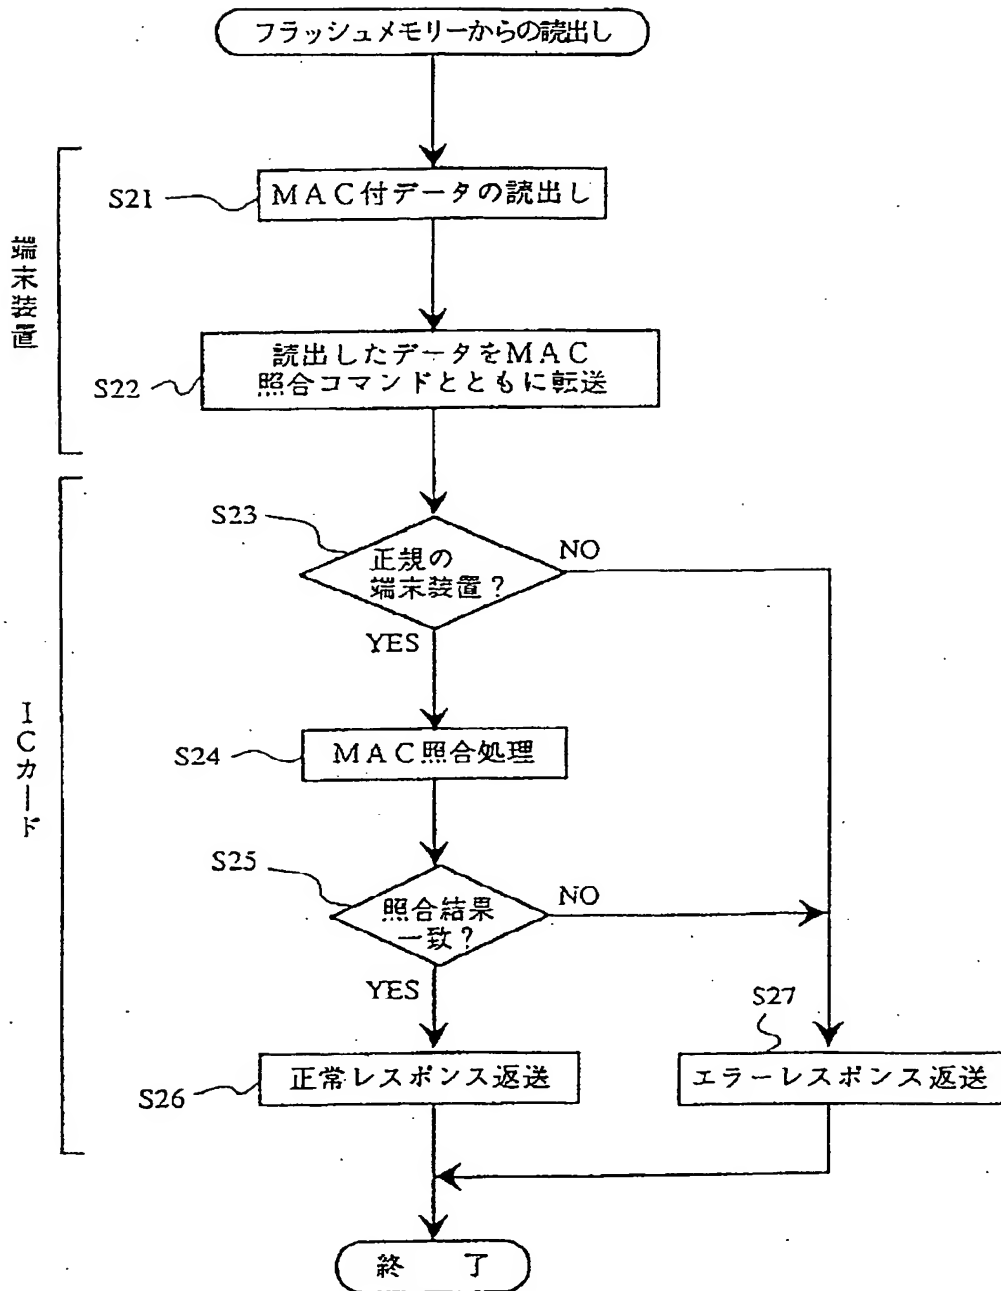 フラッシュメモリーからの読出し
端末装置
S21
MAC付データの読出し
S22
読出したデータをMAC
照合コマンドとともに転送
ICカード
S23
正規の
端末装置?
NO
YES
S24
MAC照合処理
S25
照合結果
一致?
NO
YES
S27
S26
正常レスポンス返送
エラーレスポンス返送
終 了